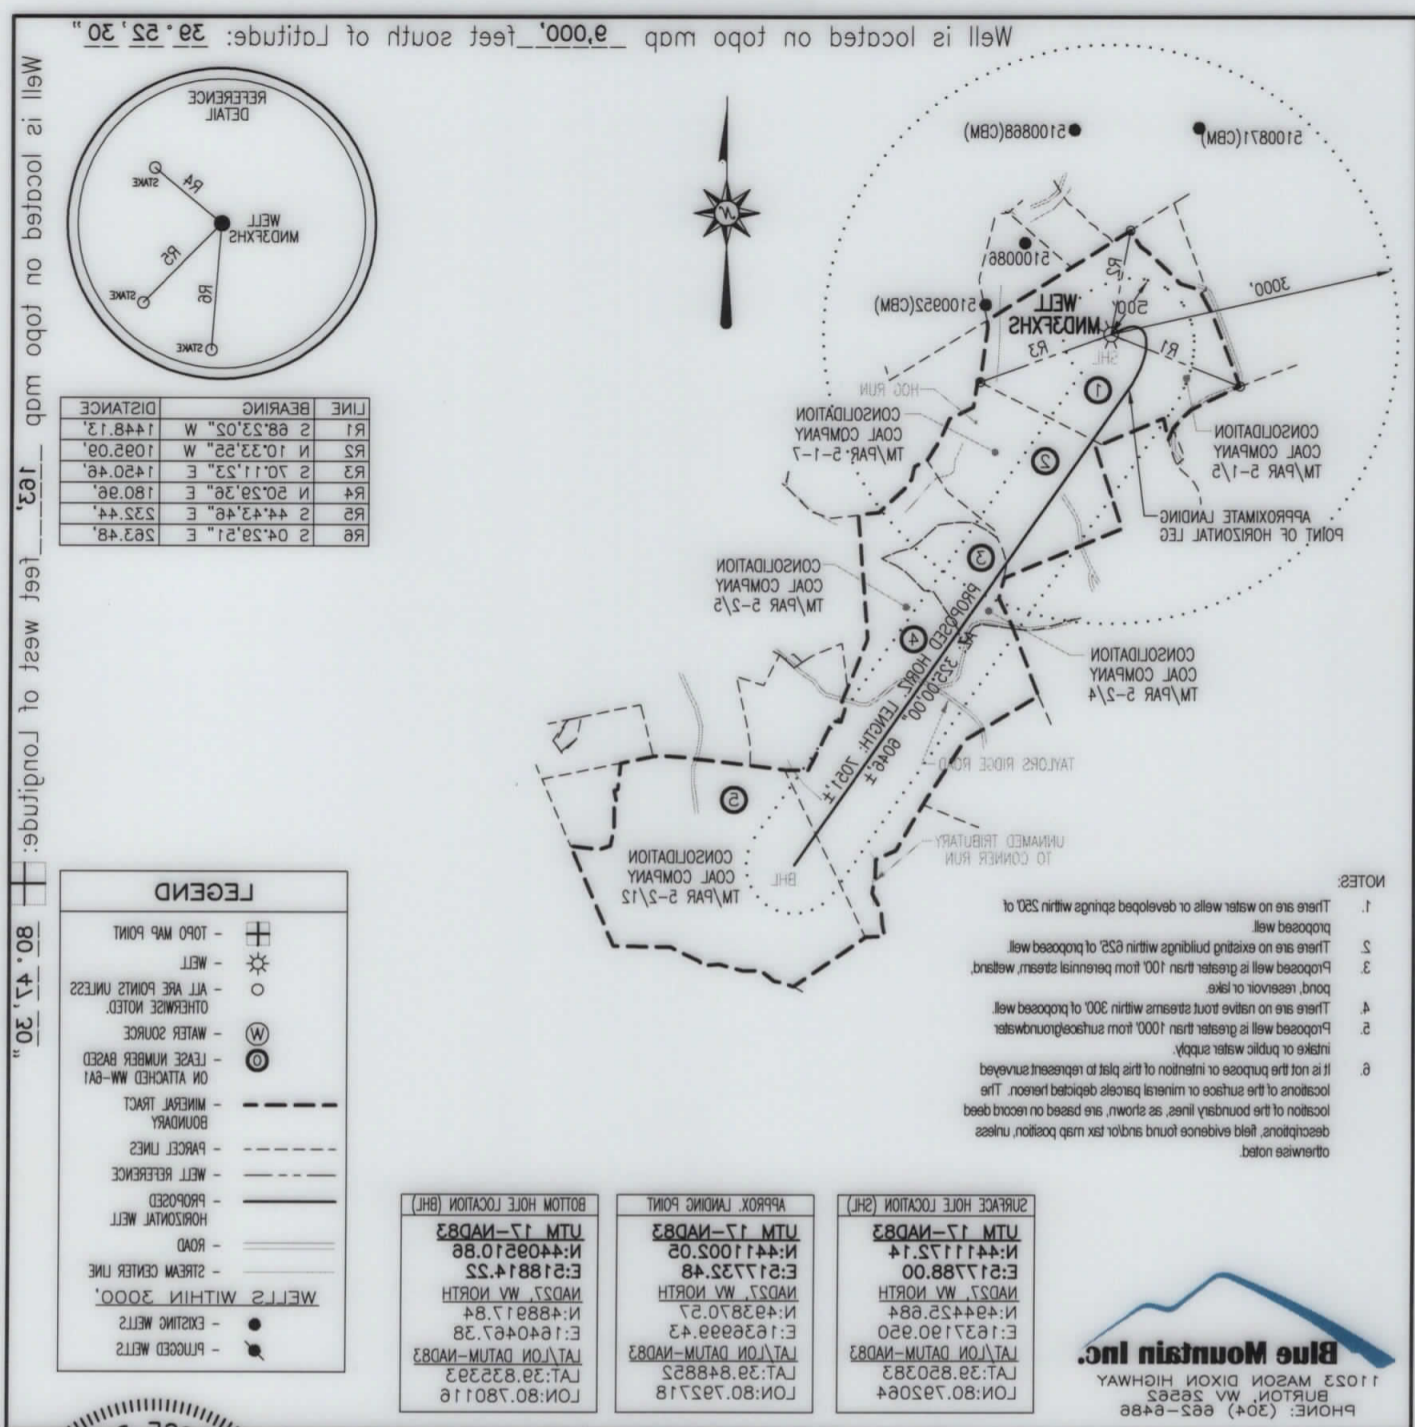 Well is located on topo map 9,000' feet south of Latitude: 39° 52' 30"
Well is located on topo map 163' feet west of Longitude: 80° 47' 30"
REFERENCE
DETAIL
WELL
MND3FXHS
R4
R5
R6
STAKE
STAKE
STAKE
LINE BEARING DISTANCE
R1 S 68°23'02" W 1448.13'
R2 N 10°33'55" W 1095.09'
R3 S 70°11'23" E 1450.46'
R4 N 50°29'36" E 180.96'
R5 S 44°43'46" E 232.44'
R6 S 04°29'51" E 263.48'
N
5100871(CBM)
5100868(CBM)
5100086
5100952(CBM)
3000'
500'
R2
R1
R3
WELL
MND3FXHS
SHL
1
HOG RUN
CONSOLIDATION
COAL COMPANY
TM/PAR 5-1-7
2
CONSOLIDATION
COAL COMPANY
TM/PAR 5-1/5
APPROXIMATE LANDING
POINT OF HORIZONTAL LEG
3
CONSOLIDATION
COAL COMPANY
TM/PAR 5-2/5
4
PROPOSED HORIZ. LENGTH: 7051'±
AZ: 325°00'00" 6046'±
CONSOLIDATION
COAL COMPANY
TM/PAR 5-2/4
TAYLORS RIDGE ROAD
5
UNNAMED TRIBUTARY
TO CONNER RUN
CONSOLIDATION
COAL COMPANY
TM/PAR 5-2/12
BHL
NOTES:
1. There are no water wells or developed springs within 250' of
proposed well.
2. There are no existing buildings within 625' of proposed well.
3. Proposed well is greater than 100' from perennial stream, wetland,
pond, reservoir or lake.
4. There are no native trout streams within 300' of proposed well.
5. Proposed well is greater than 1000' from surface/groundwater
intake or public water supply.
6. It is not the purpose or intention of this plat to represent surveyed
locations of the surface or mineral parcels depicted hereon. The
location of the boundary lines, as shown, are based on record deed
descriptions, field evidence found and/or tax map position, unless
otherwise noted.
LEGEND
- TOPO MAP POINT
- WELL
- ALL ARE POINTS UNLESS
OTHERWISE NOTED.
W - WATER SOURCE
0 - LEASE NUMBER BASED
ON ATTACHED WW-6A1
- MINERAL TRACT
BOUNDARY
- PARCEL LINES
- WELL REFERENCE
- PROPOSED
HORIZONTAL WELL
- ROAD
- STREAM CENTER LINE
WELLS WITHIN 3000'
- EXISTING WELLS
- PLUGGED WELLS
SURFACE HOLE LOCATION (SHL)
UTM 17-NAD83
N:4411172.14
E:517788.00
NAD27, WV NORTH
N:494425.684
E:1637190.950
LAT/LON DATUM-NAD83
LAT:39.850383
LON:80.792064
APPROX. LANDING POINT
UTM 17-NAD83
N:4411002.05
E:517732.48
NAD27, WV NORTH
N:493870.57
E:1636999.43
LAT/LON DATUM-NAD83
LAT:39.848852
LON:80.792718
BOTTOM HOLE LOCATION (BHL)
UTM 17-NAD83
N:4409510.86
E:518814.22
NAD27, WV NORTH
N:488917.84
E:1640467.38
LAT/LON DATUM-NAD83
LAT:39.835393
LON:80.780116
Blue Mountain Inc.
11023 MASON DIXON HIGHWAY
BURTON, WV 26562
PHONE: (304) 662-6486